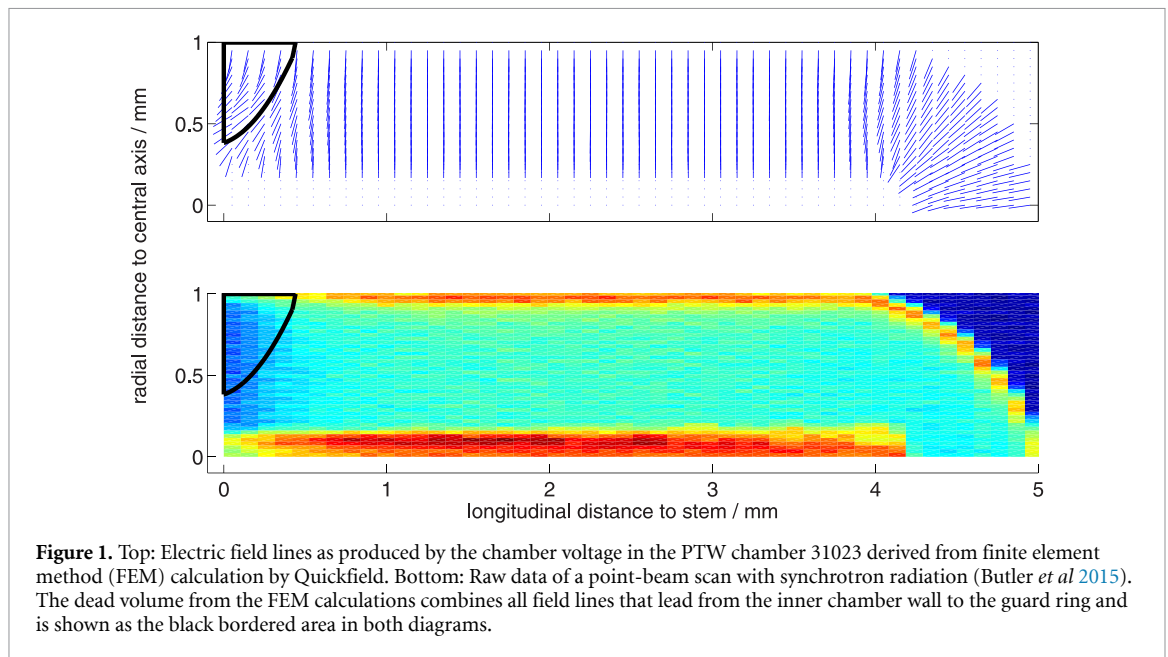 1
0.5
0
radial distance to central axis / mm
1
0.5
0
0 1 2 3 4 5
longitudinal distance to stem / mm
Figure 1. Top: Electric field lines as produced by the chamber voltage in the PTW chamber 31023 derived from finite element
method (FEM) calculation by Quickfield. Bottom: Raw data of a point-beam scan with synchrotron radiation (Butler et al 2015).
The dead volume from the FEM calculations combines all field lines that lead from the inner chamber wall to the guard ring and
is shown as the black bordered area in both diagrams.